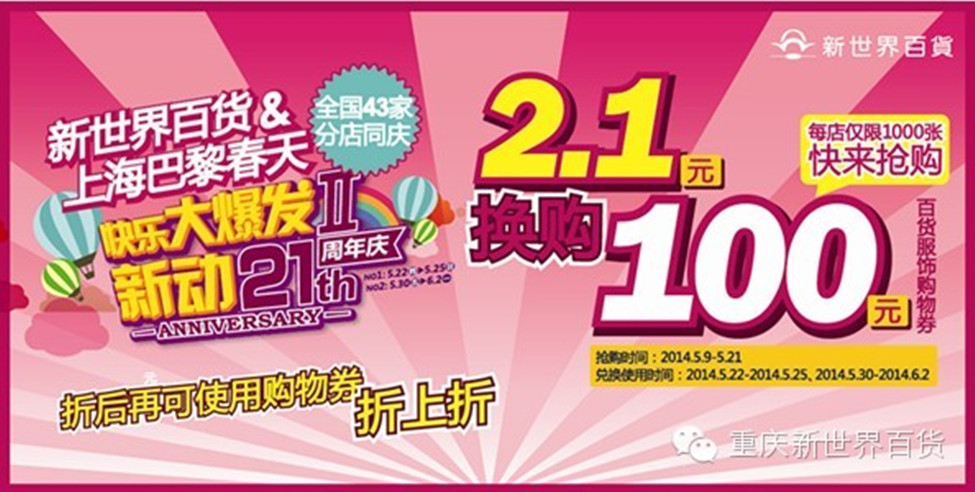 新世界百貨
新世界百货&
上海巴黎春天
全国43家
分店同庆
快乐大爆发II
新动21th
周年庆
NO1: 5.22 5.25
NO2: 5.30 6.2
ANNIVERSARY
折后再可使用购物券
折上折
2.1元
换购
100元
每店仅限1000张
快来抢购
百货服饰购物券
抢购时间：2014.5.9-5.21
兑换使用时间：2014.5.22-2014.5.25、2014.5.30-2014.6.2
重庆新世界百货